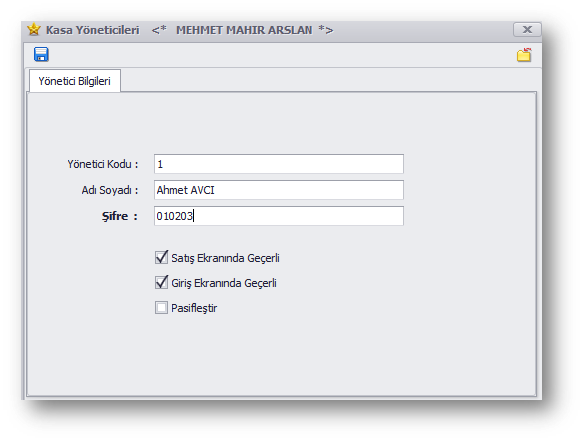 Kasa Yöneticileri <* MEHMET MAHIR ARSLAN *>
Yönetici Bilgileri
Yönetici Kodu : 1
Adı Soyadı : Ahmet AVCI
Şifre : 010203
Satış Ekranında Geçerli
Giriş Ekranında Geçerli
Pasifleştir